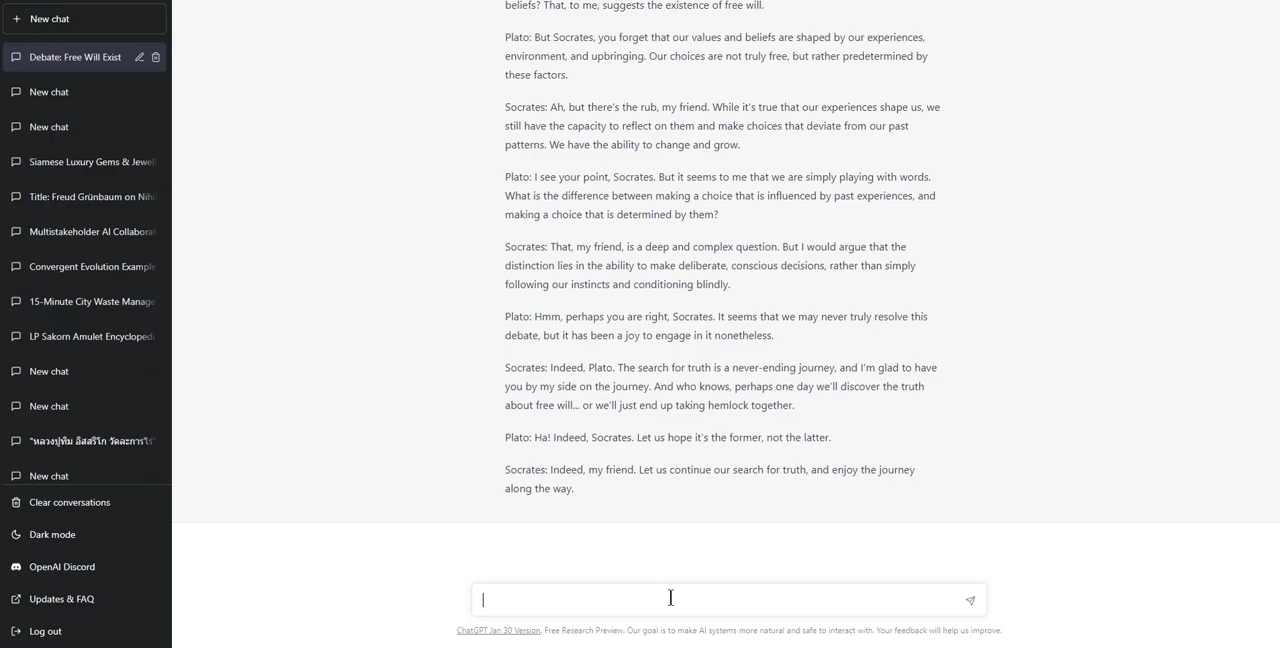 New chat
Debate: Free Will Exist
New chat
New chat
Siamese Luxury Gems & Jewell
Title: Freud Grünbaum on Nihi
Multistakeholder AI Collaborat
Convergent Evolution Example
15-Minute City Waste Manage
LP Sakorn Amulet Encyclopedi
New chat
New chat
"หลวงปู่ทิม อิสสริโก วัดละการไร่"
New chat
Clear conversations
Dark mode
OpenAI Discord
Updates & FAQ
Log out
beliefs? That, to me, suggests the existence of free will.
Plato: But Socrates, you forget that our values and beliefs are shaped by our experiences,
environment, and upbringing. Our choices are not truly free, but rather predetermined by
these factors.
Socrates: Ah, but there's the rub, my friend. While it's true that our experiences shape us, we
still have the capacity to reflect on them and make choices that deviate from our past
patterns. We have the ability to change and grow.
Plato: I see your point, Socrates. But it seems to me that we are simply playing with words.
What is the difference between making a choice that is influenced by past experiences, and
making a choice that is determined by them?
Socrates: That, my friend, is a deep and complex question. But I would argue that the
distinction lies in the ability to make deliberate, conscious decisions, rather than simply
following our instincts and conditioning blindly.
Plato: Hmm, perhaps you are right, Socrates. It seems that we may never truly resolve this
debate, but it has been a joy to engage in it nonetheless.
Socrates: Indeed, Plato. The search for truth is a never-ending journey, and I'm glad to have
you by my side on the journey. And who knows, perhaps one day we'll discover the truth
about free will... or we'll just end up taking hemlock together.
Plato: Ha! Indeed, Socrates. Let us hope it's the former, not the latter.
Socrates: Indeed, my friend. Let us continue our search for truth, and enjoy the journey
along the way.
ChatGPT Jan 30 Version. Free Research Preview. Our goal is to make AI systems more natural and safe to interact with. Your feedback will help us improve.